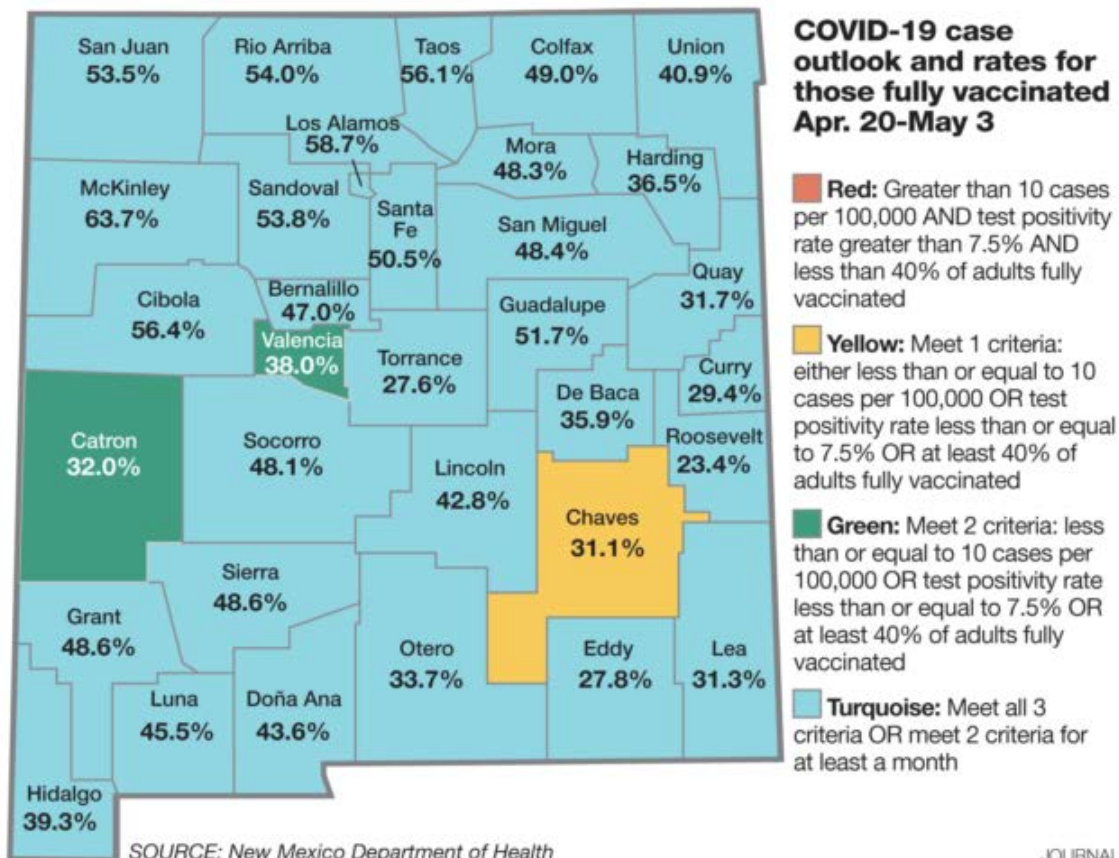 COVID-19 case
outlook and rates for
those fully vaccinated
Apr. 20-May 3
Red: Greater than 10 cases
per 100,000 AND test positivity
rate greater than 7.5% AND
less than 40% of adults fully
vaccinated
Yellow: Meet 1 criteria:
either less than or equal to 10
cases per 100,000 OR test
positivity rate less than or equal
to 7.5% OR at least 40% of
adults fully vaccinated
Green: Meet 2 criteria: less
than or equal to 10 cases per
100,000 OR test positivity rate
less than or equal to 7.5% OR
at least 40% of adults fully
vaccinated
Turquoise: Meet all 3
criteria OR meet 2 criteria for
at least a month
San Juan
53.5%
Rio Arriba
54.0%
Taos
56.1%
Colfax
49.0%
Union
40.9%
Los Alamos
58.7%
Mora
48.3%
Harding
36.5%
McKinley
63.7%
Sandoval
53.8%
Santa
Fe
50.5%
San Miguel
48.4%
Quay
31.7%
Cibola
56.4%
Bernalillo
47.0%
Guadalupe
51.7%
Valencia
38.0%
Torrance
27.6%
Curry
29.4%
De Baca
35.9%
Roosevelt
23.4%
Catron
32.0%
Socorro
48.1%
Lincoln
42.8%
Chaves
31.1%
Sierra
48.6%
Grant
48.6%
Otero
33.7%
Eddy
27.8%
Lea
31.3%
Luna
45.5%
Doña Ana
43.6%
Hidalgo
39.3%
SOURCE: New Mexico Department of Health
JOURNAL